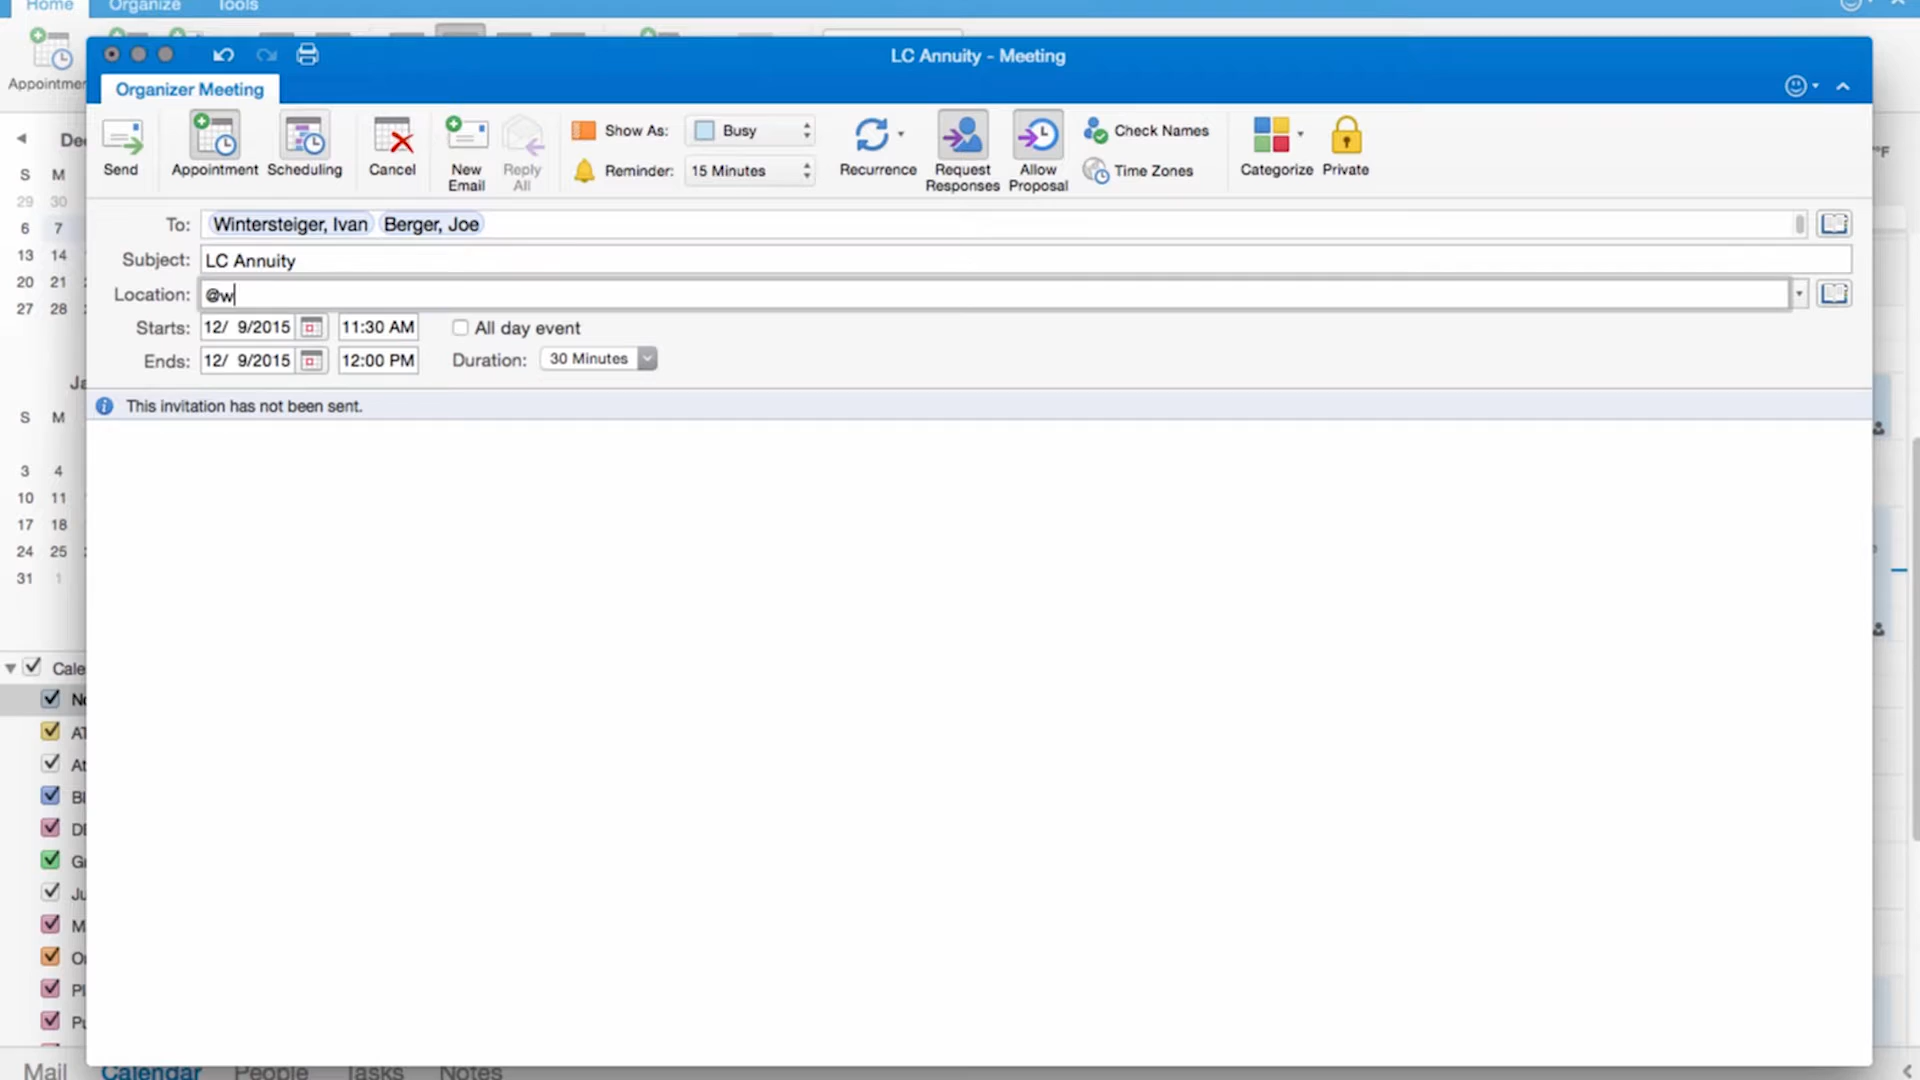 Home Organize Tools
LC Annuity - Meeting
Organizer Meeting
Appointment Scheduling
Send
Cancel
New Email
Reply All
Show As: Busy
Reminder: 15 Minutes
Recurrence
Request Responses
Allow Proposal
Check Names
Time Zones
Categorize
Private
To: Wintersteiger, Ivan Berger, Joe
Subject: LC Annuity
Location: @w
Starts: 12/ 9/2015 11:30 AM All day event
Ends: 12/ 9/2015 12:00 PM Duration: 30 Minutes
This invitation has not been sent.
°F
S M
29 30
6 7
13 14
20 21
27 28
S M
3 4
10 11
17 18
24 25
31 1
Mail Calendar People Tasks Notes